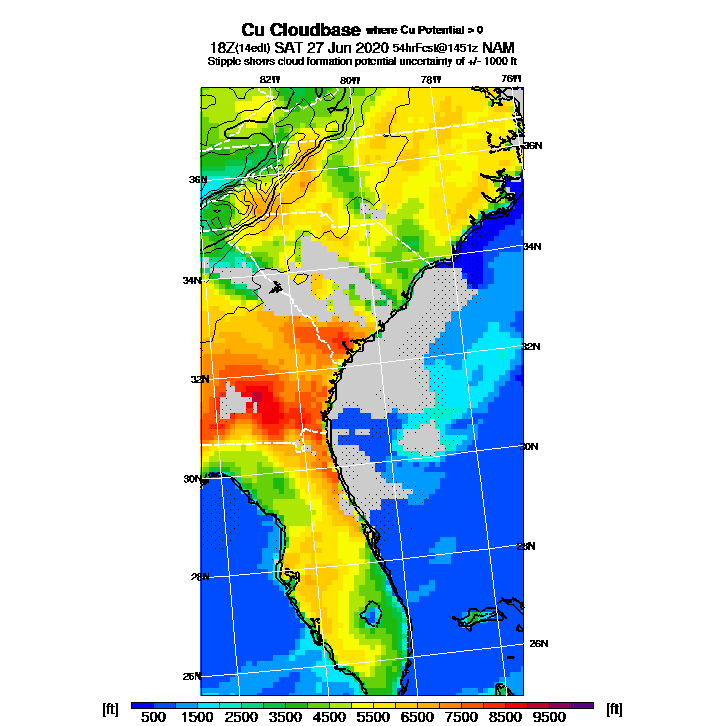 Cu Cloudbase where Cu Potential > 0
18Z(14edt) SAT 27 Jun 2020 54hrFcst@1451z NAM
Stipple shows cloud formation potential uncertainty of +/- 1000 ft
82W 80W 78W 76W
36N
36N
34N
34N
32N
32N
30N
30N
28N
28N
26N
26N
[ft] 500 1500 2500 3500 4500 5500 6500 7500 8500 9500 [ft]